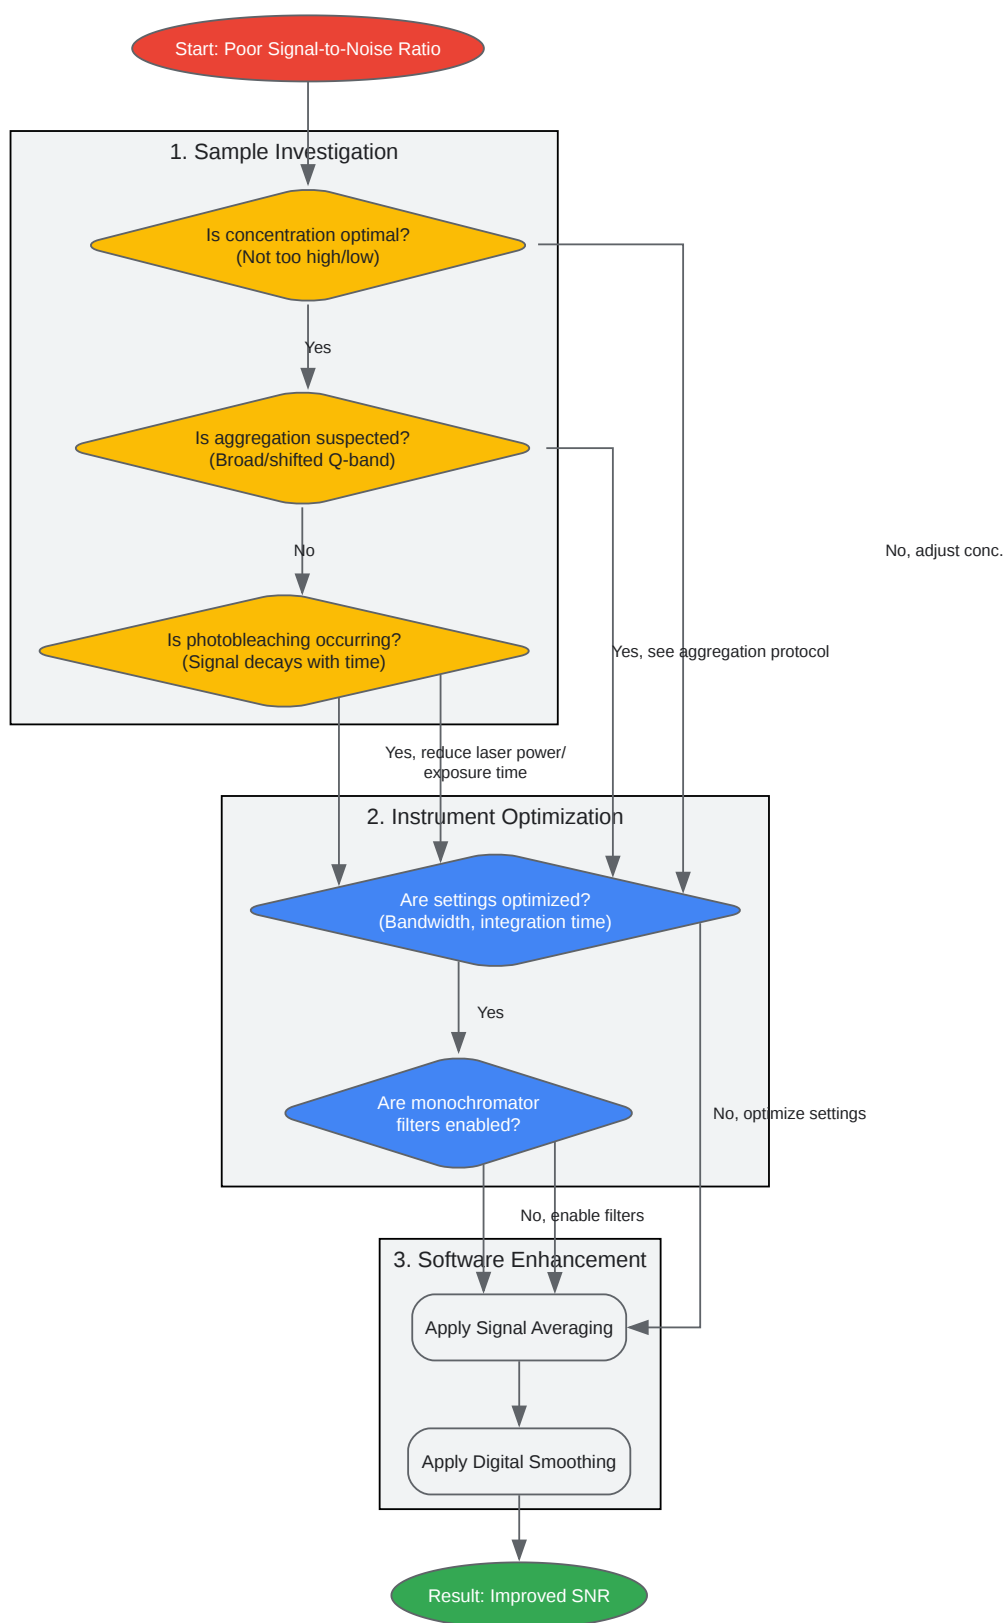 Start: Poor Signal-to-Noise Ratio
1. Sample Investigation
Is concentration optimal?
(Not too high/low)
Yes
Is aggregation suspected?
(Broad/shifted Q-band)
No
No, adjust conc.
Is photobleaching occurring?
(Signal decays with time)
Yes, see aggregation protocol
Yes, reduce laser power/
exposure time
2. Instrument Optimization
Are settings optimized?
(Bandwidth, integration time)
Yes
Are monochromator
filters enabled?
No, optimize settings
No, enable filters
3. Software Enhancement
Apply Signal Averaging
Apply Digital Smoothing
Result: Improved SNR